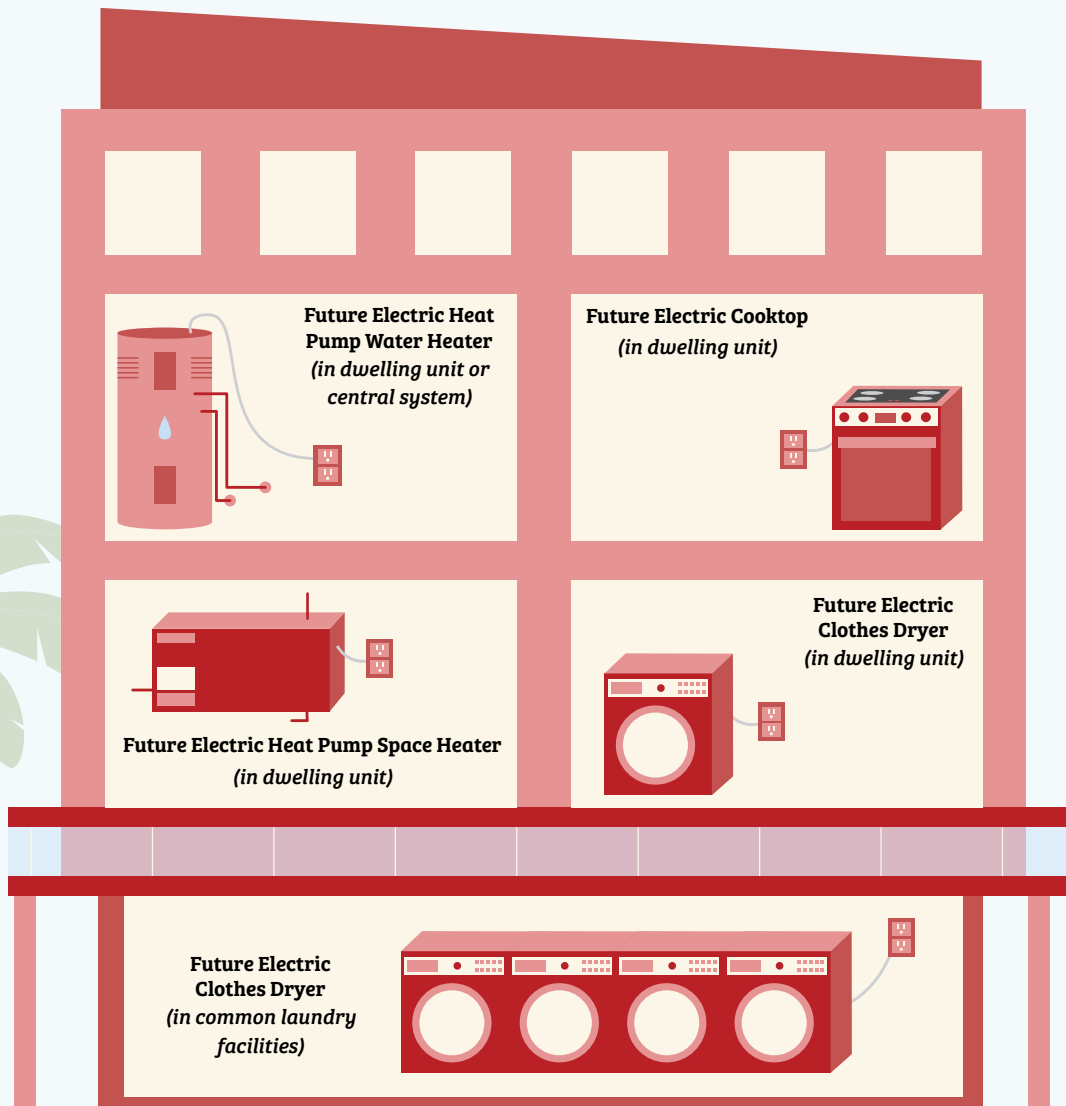 Future Electric Heat
Pump Water Heater
(in dwelling unit or
central system)
Future Electric Cooktop
(in dwelling unit)
Future Electric Heat Pump Space Heater
(in dwelling unit)
Future Electric
Clothes Dryer
(in dwelling unit)
Future Electric
Clothes Dryer
(in common laundry
facilities)